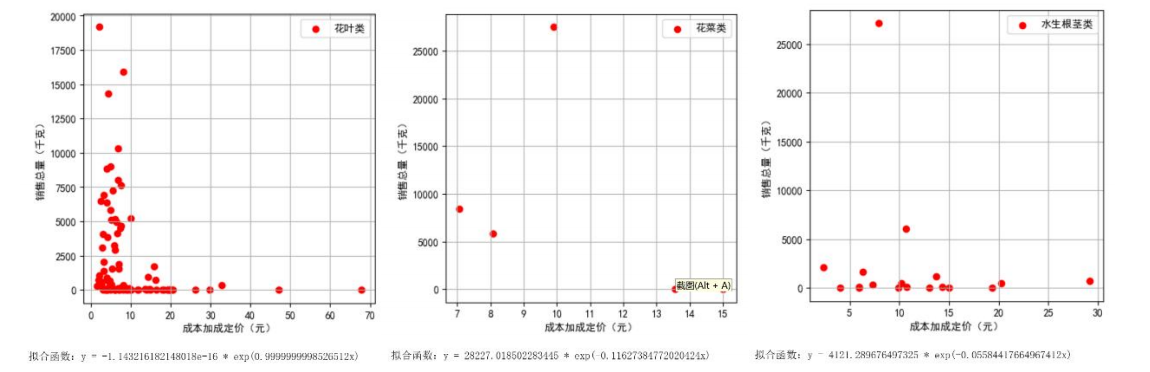 花叶类
20000
17500
15000
12500
10000
7500
5000
2500
0
销售总量（千克）
0 10 20 30 40 50 60 70
成本加成定价（元）
拟合函数: y = -1.143216182148018e-16 * exp(0.99999999998526512x)
花菜类
25000
20000
15000
10000
5000
0
销售总量（千克）
截图(Alt + A)
7 8 9 10 11 12 13 14 15
成本加成定价（元）
拟合函数: y = 28227.018502283445 * exp(-0.11627384772020424x)
水生根茎类
25000
20000
15000
10000
5000
0
销售总量（千克）
5 10 15 20 25 30
成本加成定价（元）
拟合函数: y = 4121.289676497325 * exp(-0.05584417664967412x)